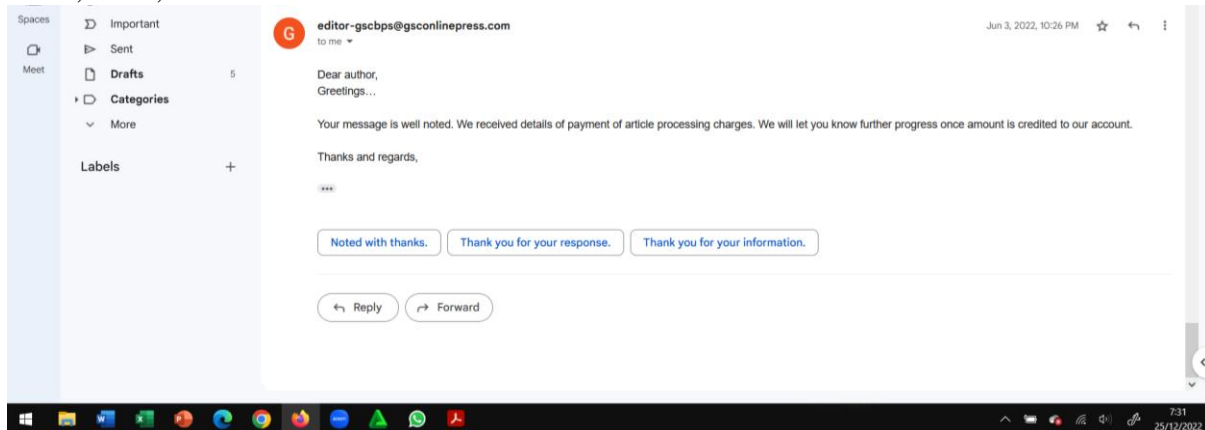 Spaces
Meet
Important
Sent
Drafts 5
Categories
More
Labels +
G
editor-gscbps@gsconlinepress.com Jun 3, 2022, 10:26 PM
to me
Dear author,
Greetings…
Your message is well noted. We received details of payment of article processing charges. We will let you know further progress once amount is credited to our account.
Thanks and regards,
•••
Noted with thanks. Thank you for your response. Thank you for your information.
Reply Forward
7:31
25/12/2022